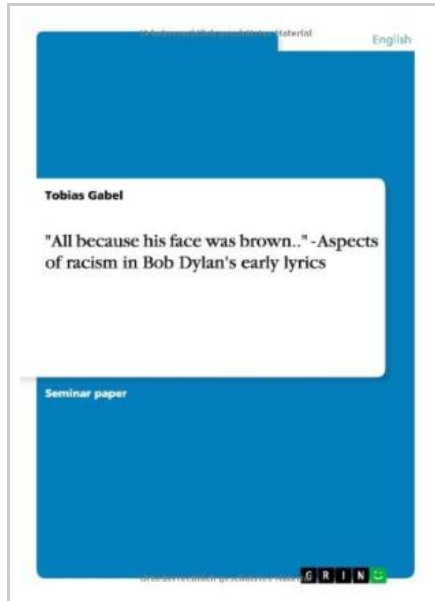 English
Tobias Gabel
"All because his face was brown.." - Aspects
of racism in Bob Dylan's early lyrics
Seminar paper
GRIN